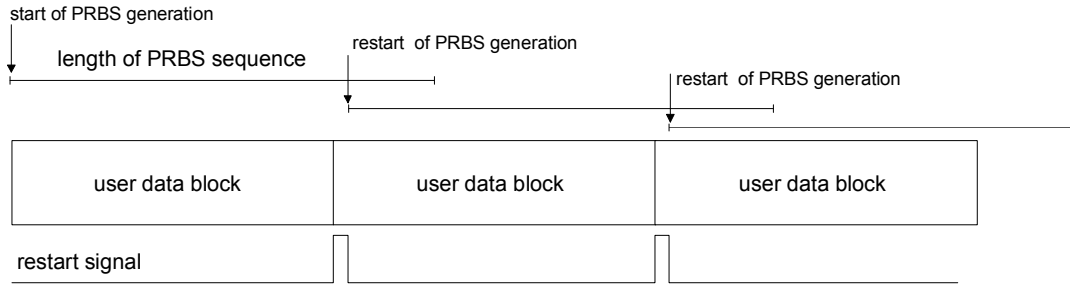 start of PRBS generation
restart  of PRBS generation
length of PRBS sequence
restart  of PRBS generation
user data block
user data block
user data block
restart signal